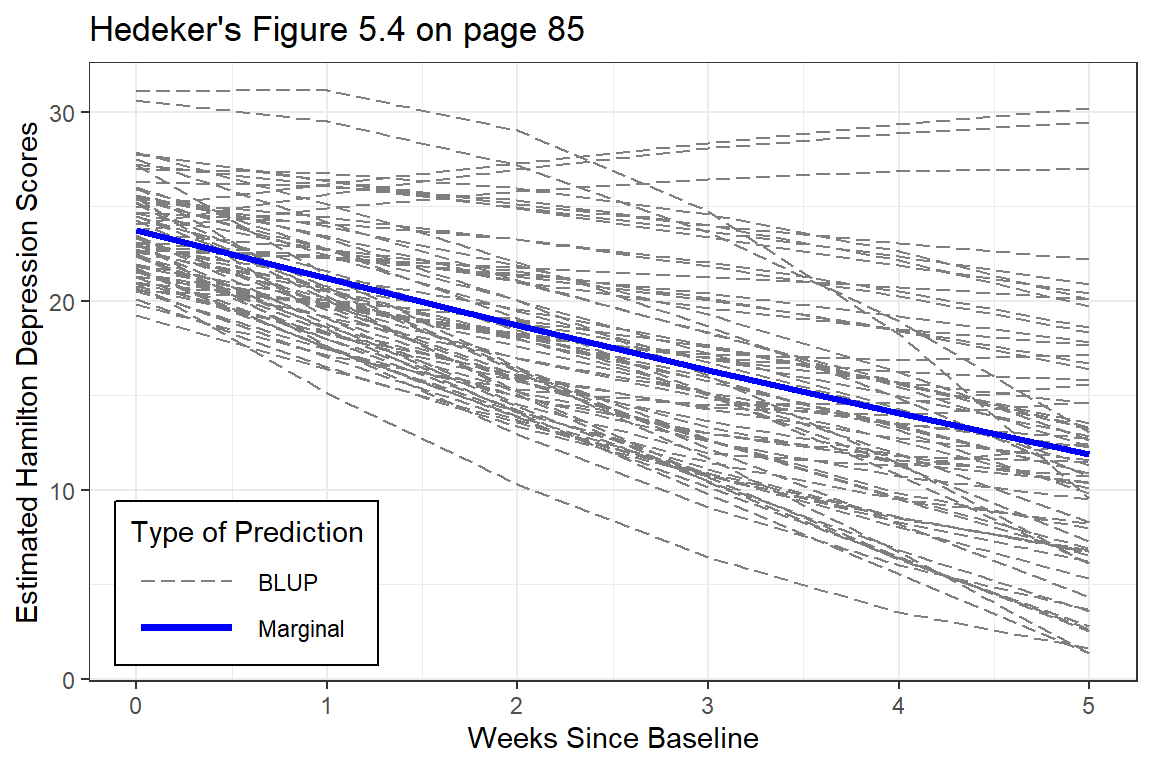 Hedeker's Figure 5.4 on page 85
Estimated Hamilton Depression Scores
30
20
10
0
Type of Prediction
BLUP
Marginal
0 1 2 3 4 5
Weeks Since Baseline